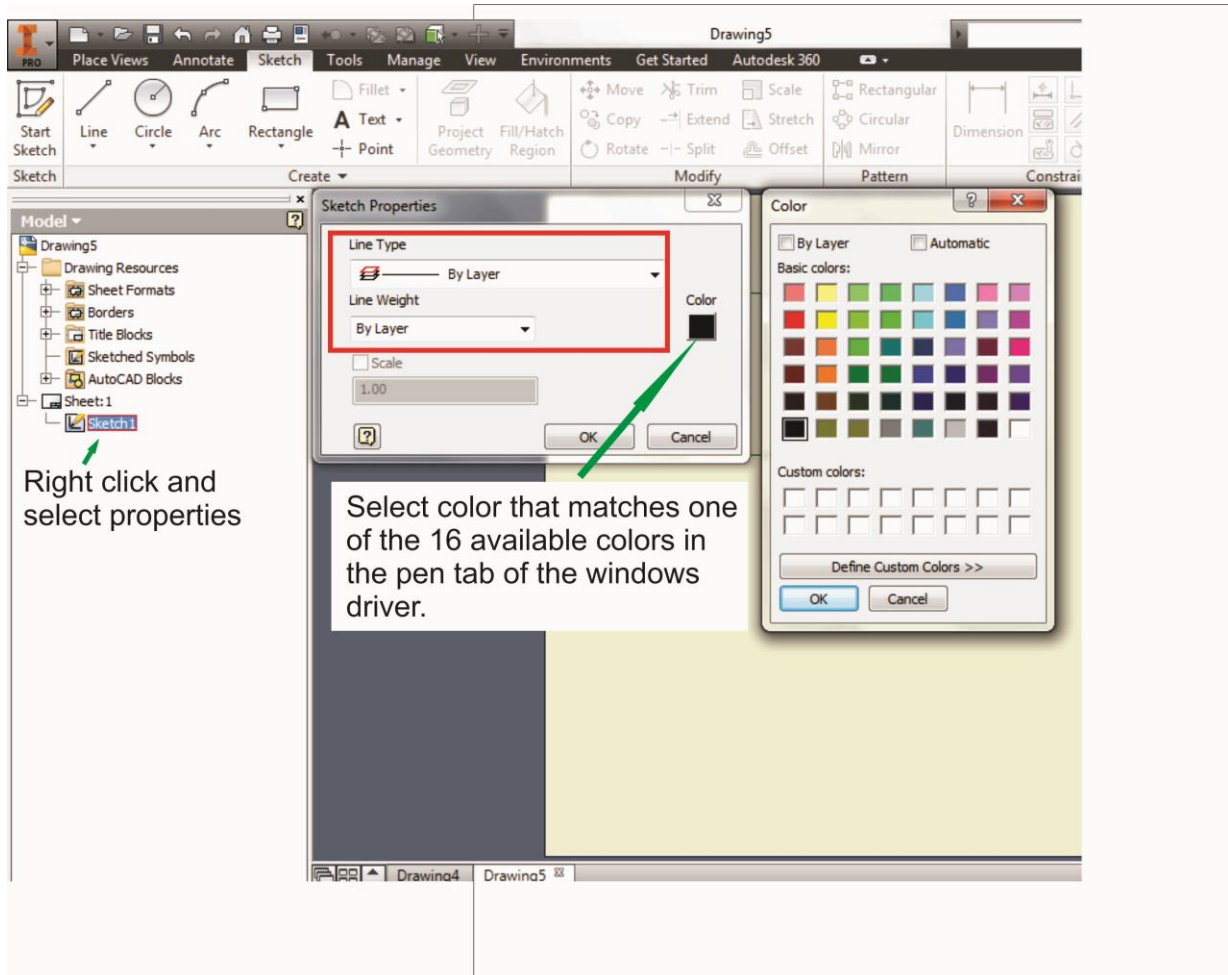 Drawing5
PRO Place Views Annotate Sketch Tools Manage View Environments Get Started Autodesk 360
Fillet Move Trim Scale Rectangular
Text Copy Extend Stretch Circular
Start Sketch Line Circle Arc Rectangle Point Project Geometry Fill/Hatch Region Rotate Split Offset Mirror Dimension
Sketch Create Modify Pattern Constrai
Model
Drawing5
Drawing Resources
Sheet Formats
Borders
Title Blocks
Sketched Symbols
AutoCAD Blocks
Sheet:1
Sketch1
Right click and
select properties
Sketch Properties
Line Type
By Layer
Line Weight
By Layer
Color
Scale
1.00
OK Cancel
Select color that matches one
of the 16 available colors in
the pen tab of the windows
driver.
Color
By Layer Automatic
Basic colors:
Custom colors:
Define Custom Colors >>
OK Cancel
Drawing4 Drawing5